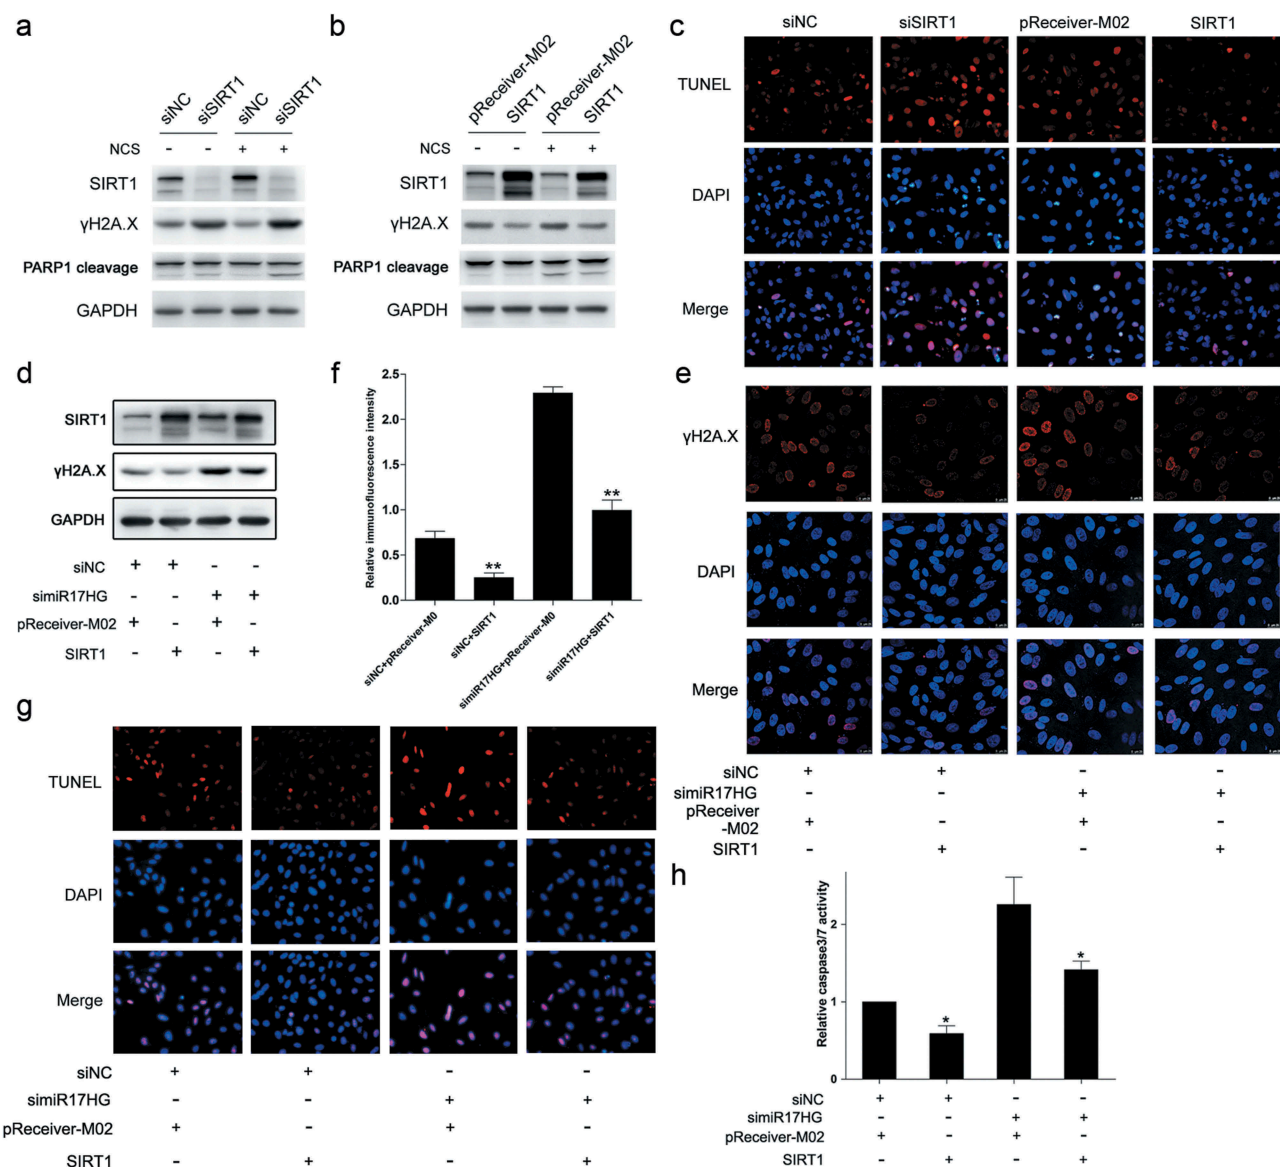 a
siNC
siSIRT1
siNC
siSIRT1
NCS
- - + +
SIRT1
γH2A.X
PARP1 cleavage
GAPDH
b
pReceiver-M02
SIRT1
pReceiver-M02
SIRT1
NCS
- - + +
SIRT1
γH2A.X
PARP1 cleavage
GAPDH
c
siNC siSIRT1 pReceiver-M02 SIRT1
TUNEL
DAPI
Merge
d
SIRT1
γH2A.X
GAPDH
siNC + + - -
simiR17HG - - + +
pReceiver-M02 + - + -
SIRT1 - + - +
f
Relative immunofluorescence intensity
2.5
2.0
1.5
1.0
0.5
0.0
**
**
siNC+pReceiver-M0
siNC+SIRT1
simiR17HG+pReceiver-M0
simiR17HG+SIRT1
e
γH2A.X
DAPI
Merge
siNC + + - -
simiR17HG - - + +
pReceiver
-M02 + - + -
SIRT1 - + - +
g
TUNEL
DAPI
Merge
siNC + + - -
simiR17HG - - + +
pReceiver-M02 + - + -
SIRT1 - + - +
h
Relative caspase3/7 activity
2
1
0
*
*
siNC + + - -
simiR17HG - - + +
pReceiver-M02 + - + -
SIRT1 - + - +